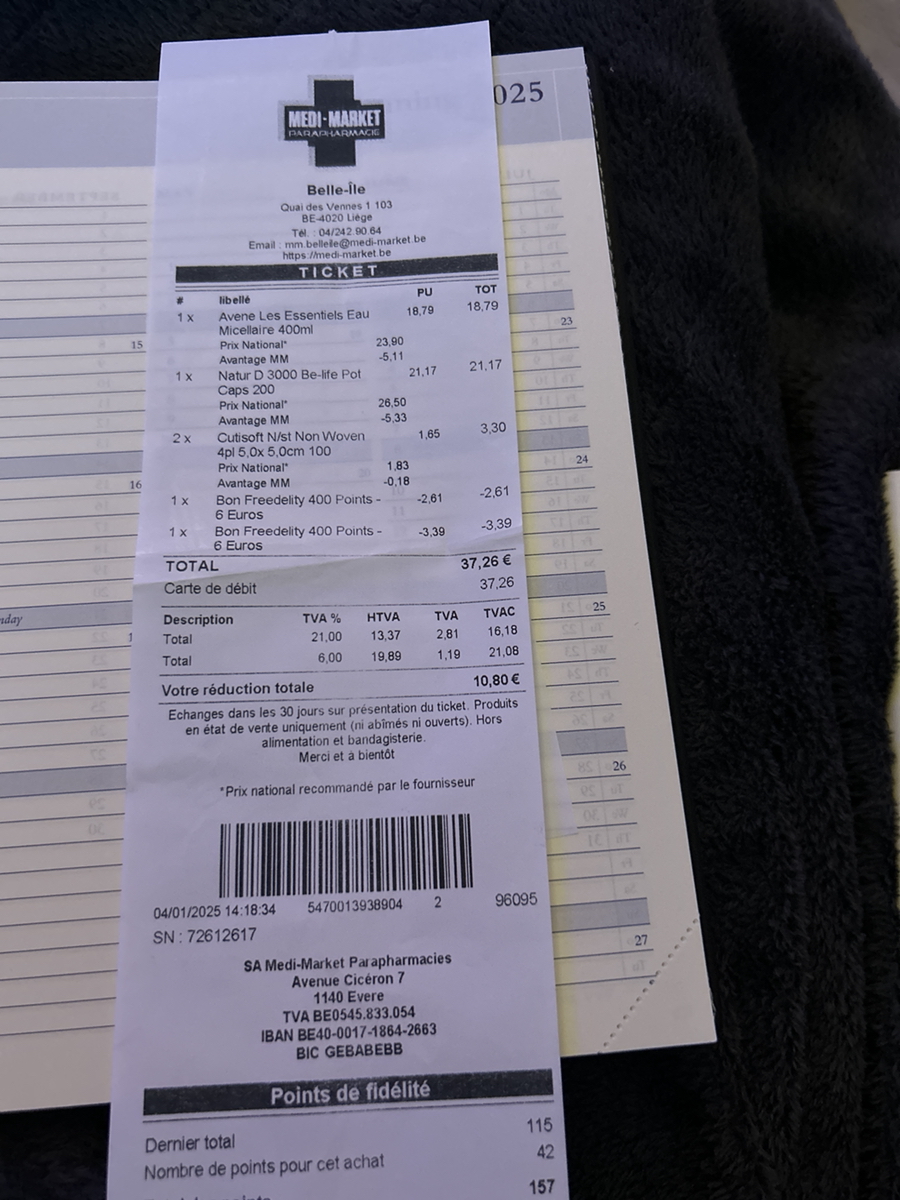 025
MEDI-MARKET
PARAPHARMACIE
Belle-Île
Quai des Vennes 1 103
BE-4020 Liège
Tél. : 04/242.90.64
Email : mm.belleile@medi-market.be
https://medi-market.be
TICKET
# libellé PU TOT
1 x Avene Les Essentiels Eau 18,79 18,79
Micellaire 400ml
Prix National* 23,90
Avantage MM -5,11
1 x Natur D 3000 Be-life Pot 21,17 21,17
Caps 200
Prix National* 26,50
Avantage MM -5,33
2 x Cutisoft N/st Non Woven 1,65 3,30
4pl 5,0x 5,0cm 100
Prix National* 1,83
Avantage MM -0,18
1 x Bon Freedelity 400 Points - -2,61 -2,61
6 Euros
1 x Bon Freedelity 400 Points - -3,39 -3,39
6 Euros
TOTAL 37,26 €
Carte de débit 37,26
Description TVA % HTVA TVA TVAC
Total 21,00 13,37 2,81 16,18
Total 6,00 19,89 1,19 21,08
Votre réduction totale 10,80 €
Echanges dans les 30 jours sur présentation du ticket. Produits
en état de vente uniquement (ni abîmés ni ouverts). Hors
alimentation et bandagisterie.
Merci et à bientôt
*Prix national recommandé par le fournisseur
04/01/2025 14:18:34 5470013938904 2 96095
SN : 72612617
SA Medi-Market Parapharmacies
Avenue Cicéron 7
1140 Evere
TVA BE0545.833.054
IBAN BE40-0017-1864-2663
BIC GEBABEBB
Points de fidélité
Dernier total 115
Nombre de points pour cet achat 42
157
15
16
nday
23
24
25
26
27